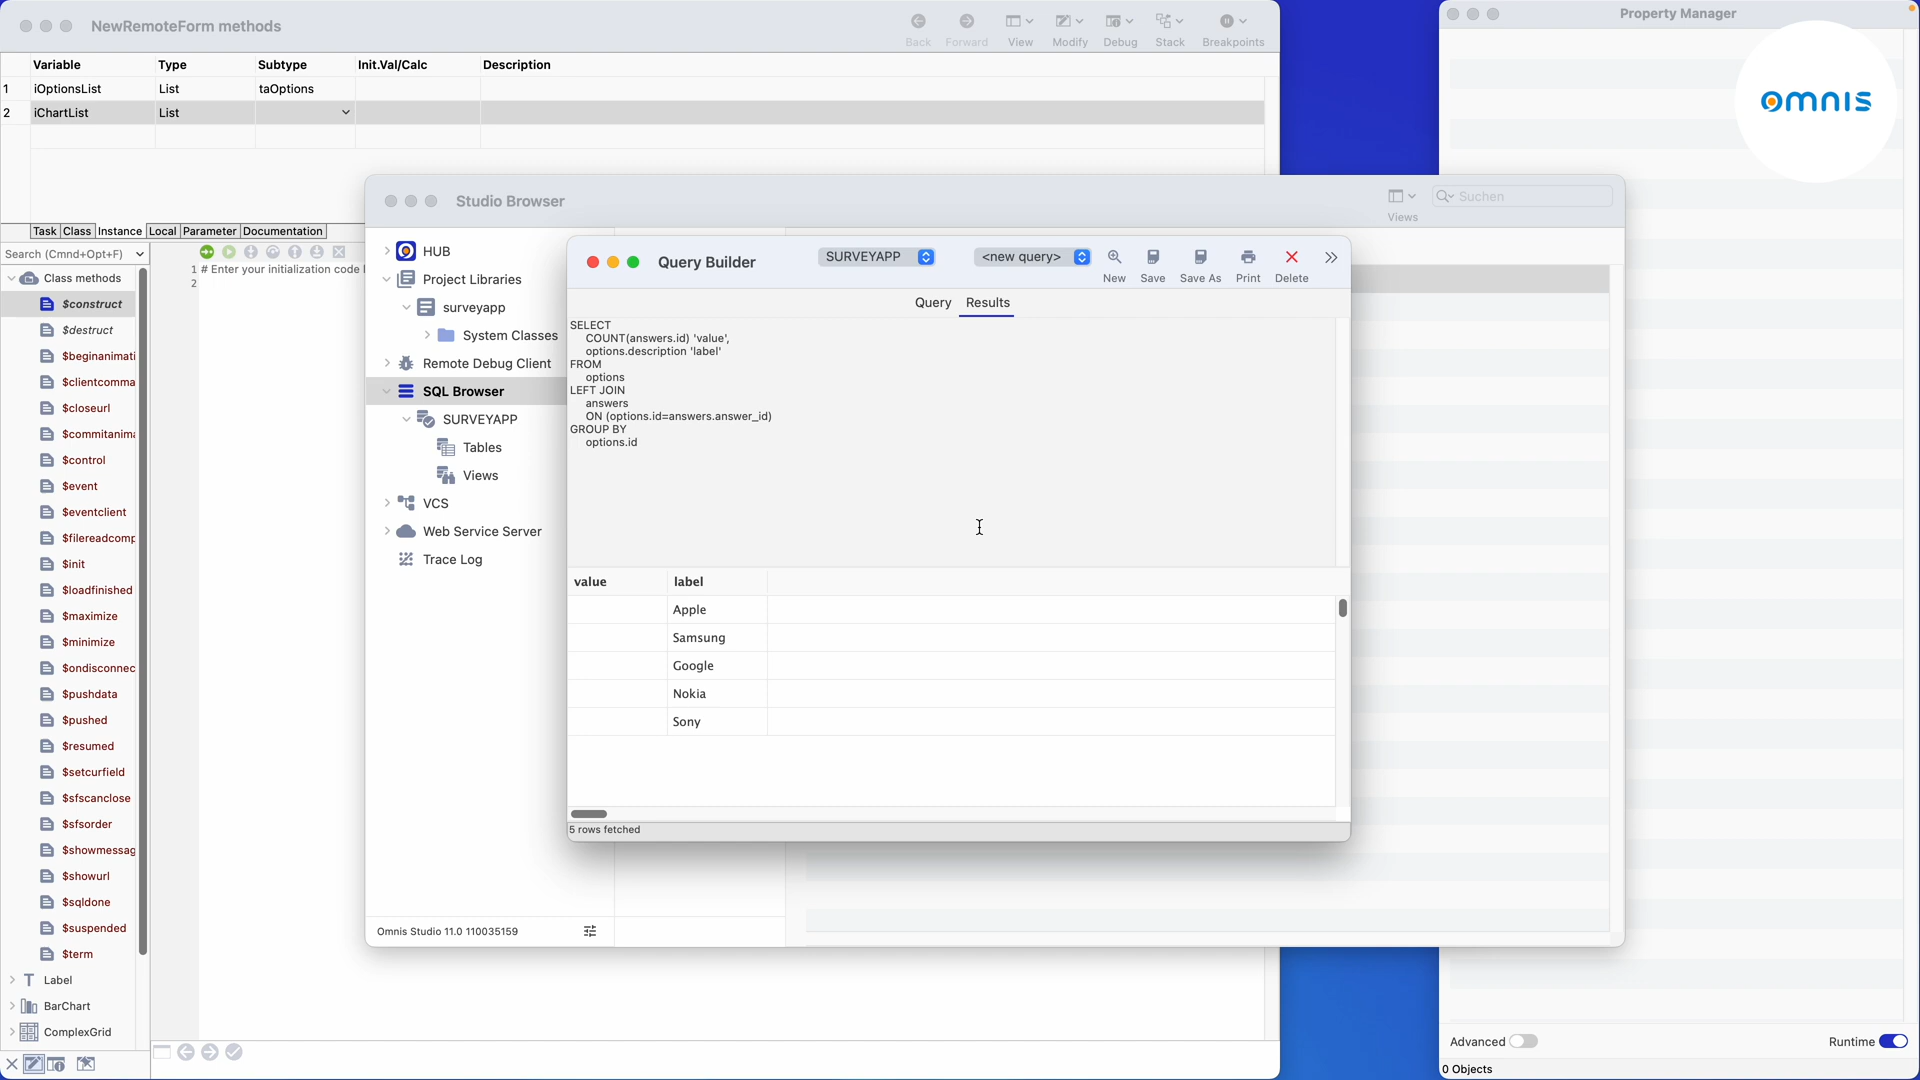 NewRemoteForm methods
Back
Forward
View
Modify
Debug
Stack
Breakpoints
Property Manager
omnis
Variable Type Subtype Init.Val/Calc Description
1 iOptionsList List taOptions
2 iChartList List
Task Class Instance Local Parameter Documentation
Search (Cmnd+Opt+F)
1 # Enter your initialization code
2
Class methods
$construct
$destruct
$beginanimati
$clientcomma
$closeurl
$commitanima
$control
$event
$eventclient
$filereadcomp
$init
$loadfinished
$maximize
$minimize
$ondisconnec
$pushdata
$pushed
$resumed
$setcurfield
$sfscanclose
$sfsorder
$showmessag
$showurl
$sqldone
$suspended
$term
Label
BarChart
ComplexGrid
Studio Browser
Views
Suchen
HUB
Project Libraries
surveyapp
System Classes
Remote Debug Client
SQL Browser
SURVEYAPP
Tables
Views
VCS
Web Service Server
Trace Log
Omnis Studio 11.0 110035159
Query Builder
SURVEYAPP
<new query>
New
Save
Save As
Print
Delete
Query Results
SELECT
COUNT(answers.id) 'value',
options.description 'label'
FROM
options
LEFT JOIN
answers
ON (options.id=answers.answer_id)
GROUP BY
options.id
value label
Apple
Samsung
Google
Nokia
Sony
5 rows fetched
Advanced
Runtime
0 Objects